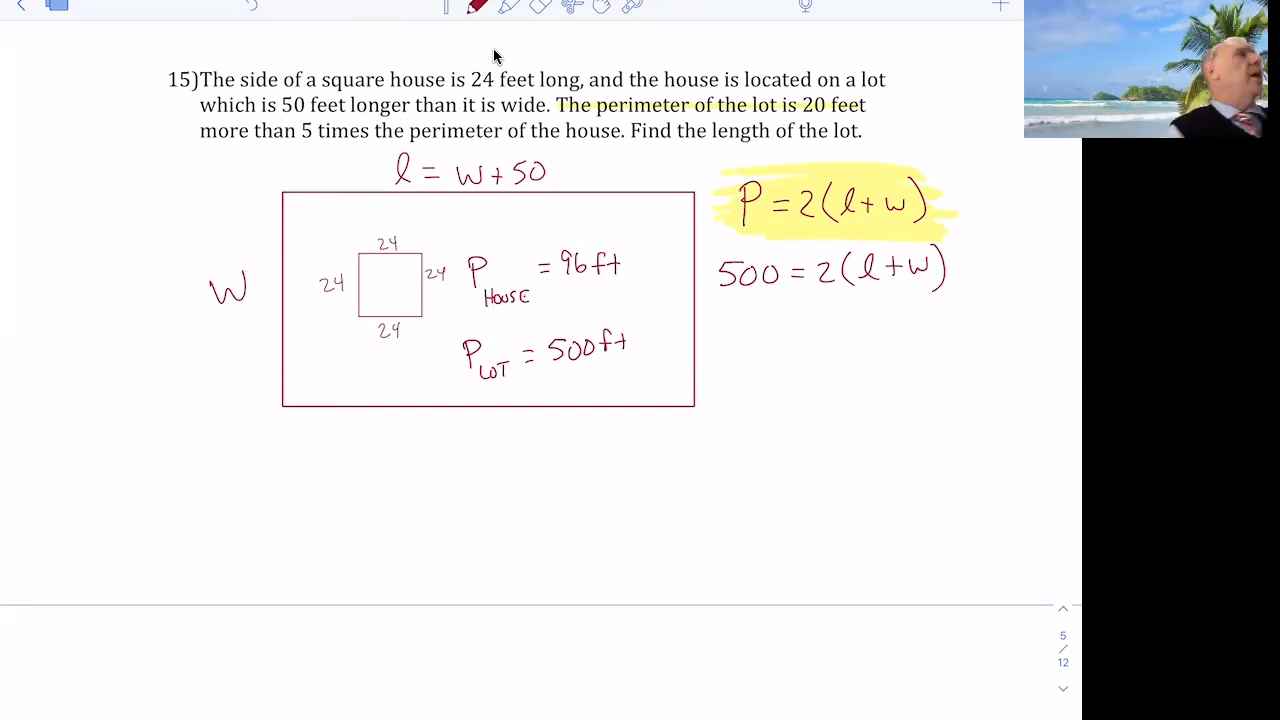 15)The side of a square house is 24 feet long, and the house is located on a lot
which is 50 feet longer than it is wide. The perimeter of the lot is 20 feet
more than 5 times the perimeter of the house. Find the length of the lot.
l = w + 50
P = 2(l + w)
24
24
24
P HOUSE = 96ft
500 = 2(l + w)
W
24
P LOT = 500ft
5
/
12